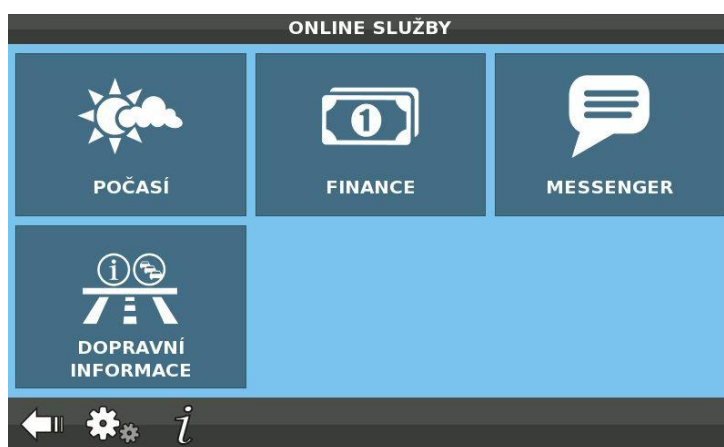 ONLINE SLUŽBY
POČASÍ
FINANCE
MESSENGER
DOPRAVNÍ
INFORMACE